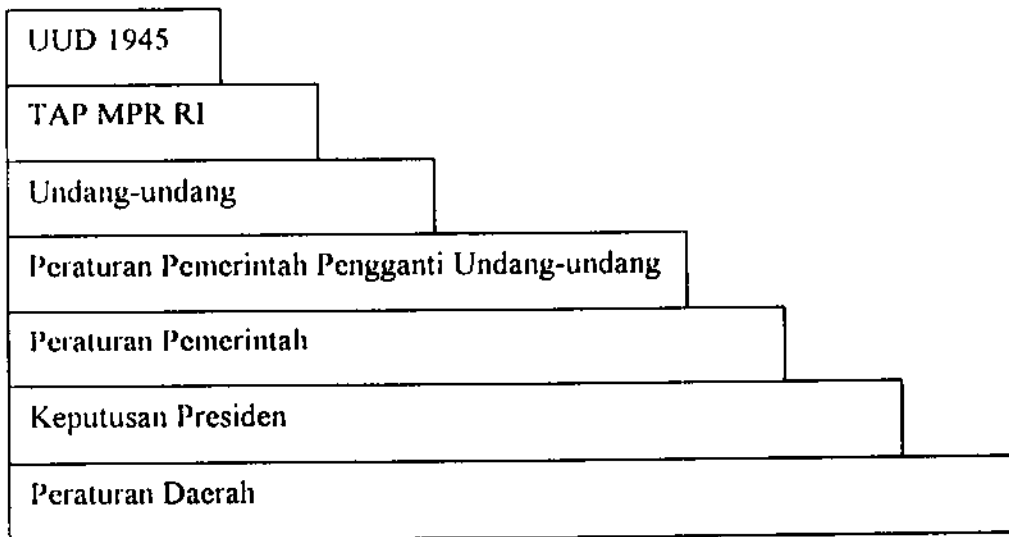 UUD 1945
TAP MPR RI
Undang-undang
Peraturan Pemerintah Pengganti Undang-undang
Peraturan Pemerintah
Keputusan Presiden
Peraturan Daerah